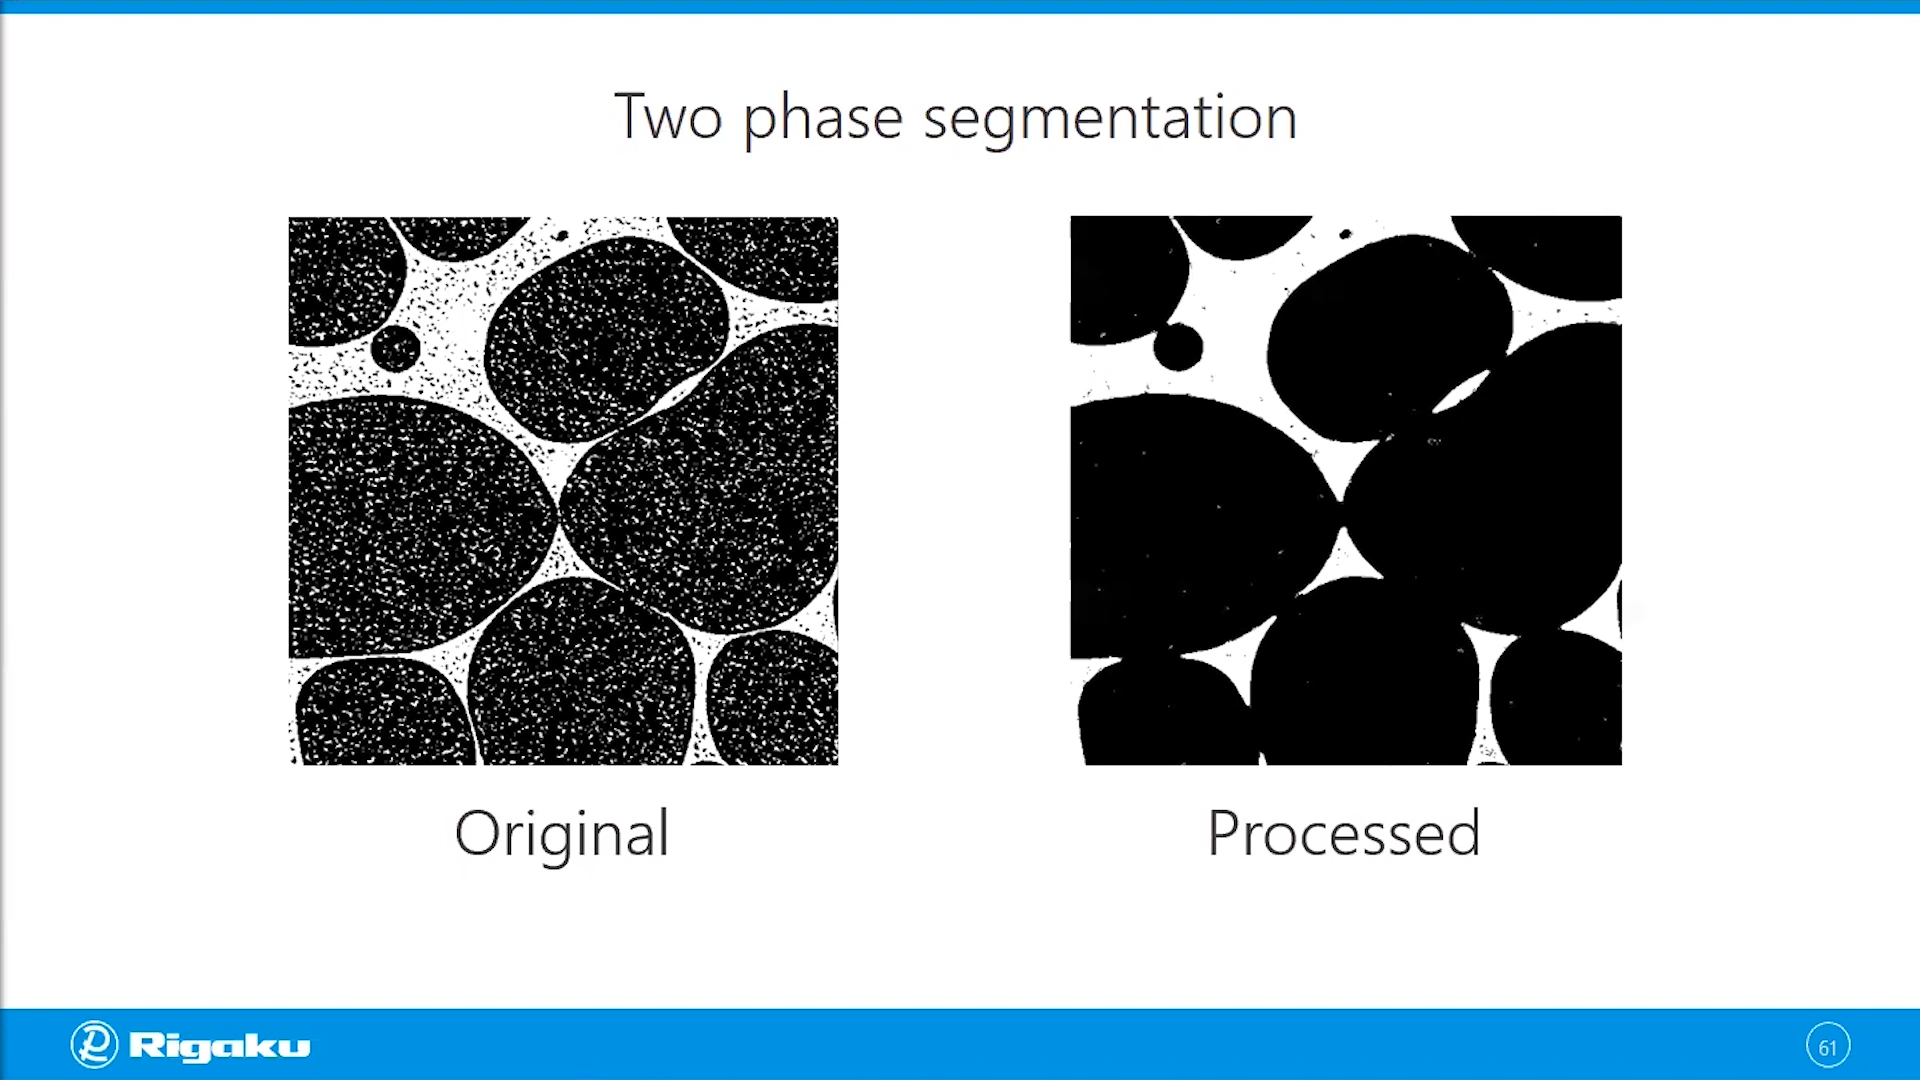 Two phase segmentation
Original
Processed
Rigaku
61